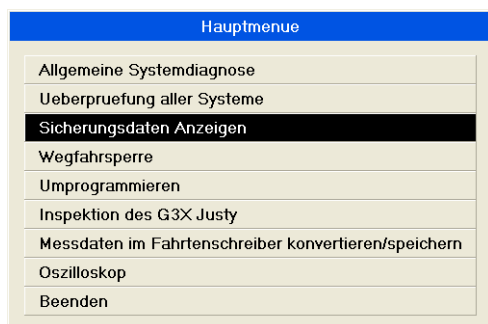 Hauptmenue
Allgemeine Systemdiagnose
Ueberpruefung aller Systeme
Sicherungsdaten Anzeigen
Wegfahrsperre
Umprogrammieren
Inspektion des G3X Justy
Messdaten im Fahrtenschreiber konvertieren/speichern
Oszilloskop
Beenden